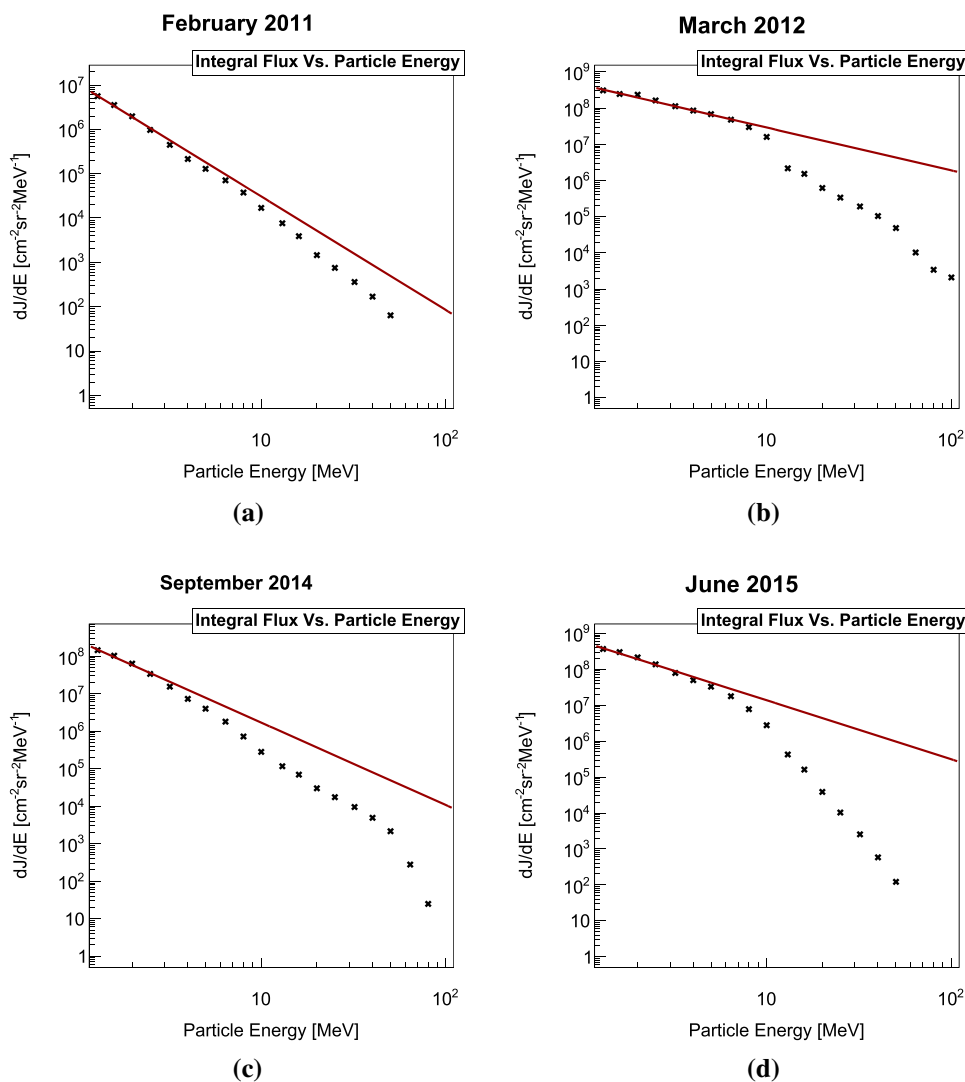 February 2011
Integral Flux Vs. Particle Energy
10⁷
10⁶
10⁵
10⁴
10³
10²
10
1
dJ/dE [cm⁻²sr⁻²MeV⁻¹]
10
10²
Particle Energy [MeV]
(a)
March 2012
Integral Flux Vs. Particle Energy
10⁹
10⁸
10⁷
10⁶
10⁵
10⁴
10³
10²
10
1
dJ/dE [cm⁻²sr⁻²MeV⁻¹]
10
10²
Particle Energy [MeV]
(b)
September 2014
Integral Flux Vs. Particle Energy
10⁸
10⁷
10⁶
10⁵
10⁴
10³
10²
10
1
dJ/dE [cm⁻²sr⁻²MeV⁻¹]
10
10²
Particle Energy [MeV]
(c)
June 2015
Integral Flux Vs. Particle Energy
10⁹
10⁸
10⁷
10⁶
10⁵
10⁴
10³
10²
10
1
dJ/dE [cm⁻²sr⁻²MeV⁻¹]
10
10²
Particle Energy [MeV]
(d)